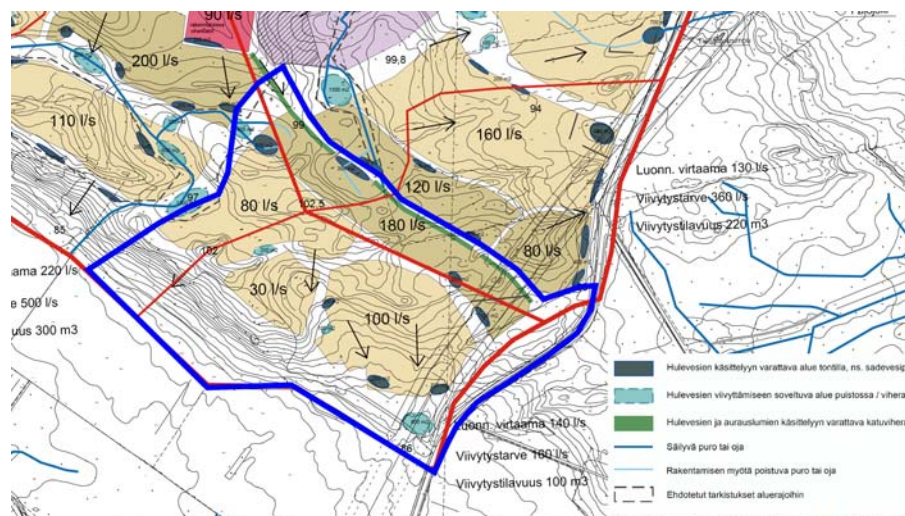 90 l/s
200 l/s
99,8
94
110 l/s
99
160 l/s
Luonn. virtaama 130 l/s
120 l/s
Viivytystarve 360 l/s
97
80 l/s
102,5
180 l/s
Viivytystilavuus 220 m3
85
102
80 l/s
ama 220 l/s
30 l/s
e 500 l/s
100 l/s
uus 300 m3
Hulevesien käsittelyyn varattava alue tontilla, ns. sadevesip
Hulevesien viivyttämiseen soveltuva alue puistossa / vihera
Luonn. virtaama 140 l/s
Hulevesien ja aurauslumien käsittelyyn varattava katuvihera
86
Säilyvä puro tai oja
Viivytystarve 160 l/s
Rakentamisen myötä poistuva puro tai oja
Viivytystilavuus 100 m3
Ehdotetut tarkistukset aluerajoihin